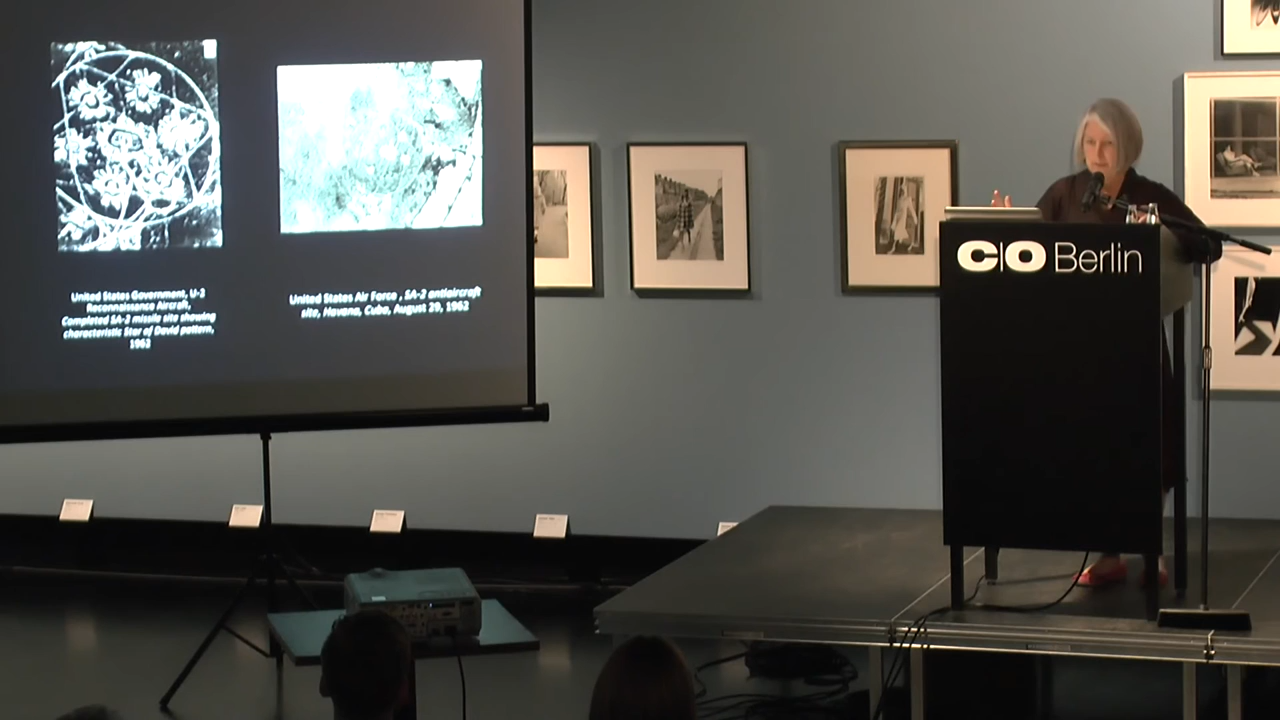 United States Government, U-2
Reconnaissance Aircraft,
Completed SA-2 missile site showing
characteristic Star of David pattern,
1962
United States Air Force , SA-2 antiaircraft
site, Havana, Cuba, August 29, 1962
C|O Berlin